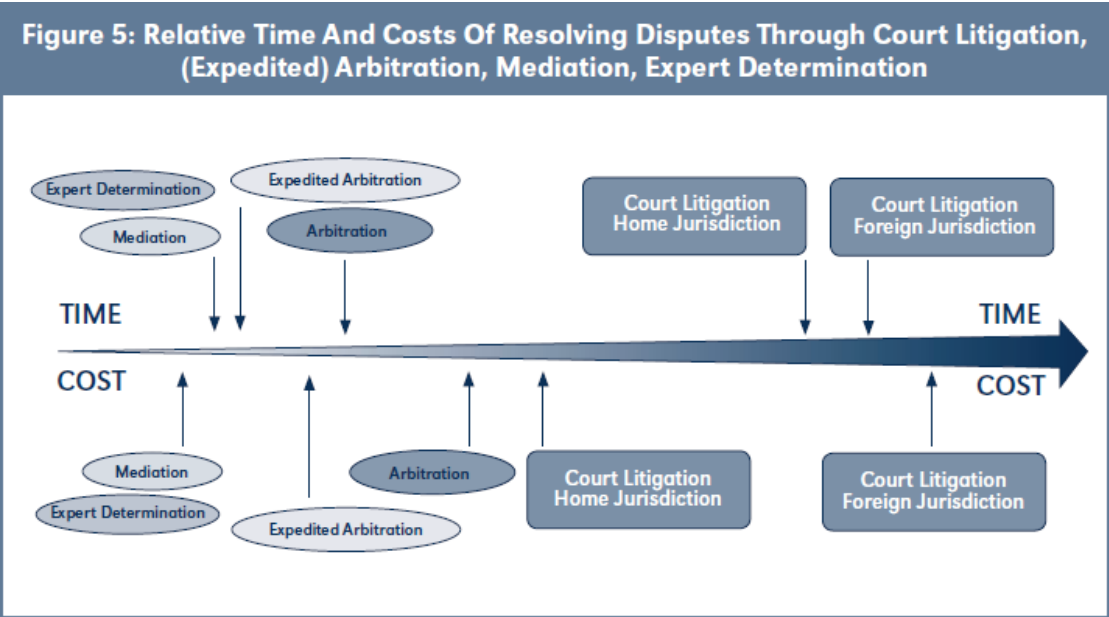 Figure 5: Relative Time And Costs Of Resolving Disputes Through Court Litigation,
(Expedited) Arbitration, Mediation, Expert Determination
Expert Determination
Mediation
Expedited Arbitration
Arbitration
Court Litigation
Home Jurisdiction
Court Litigation
Foreign Jurisdiction
TIME
TIME
COST
COST
Mediation
Expert Determination
Expedited Arbitration
Arbitration
Court Litigation
Home Jurisdiction
Court Litigation
Foreign Jurisdiction